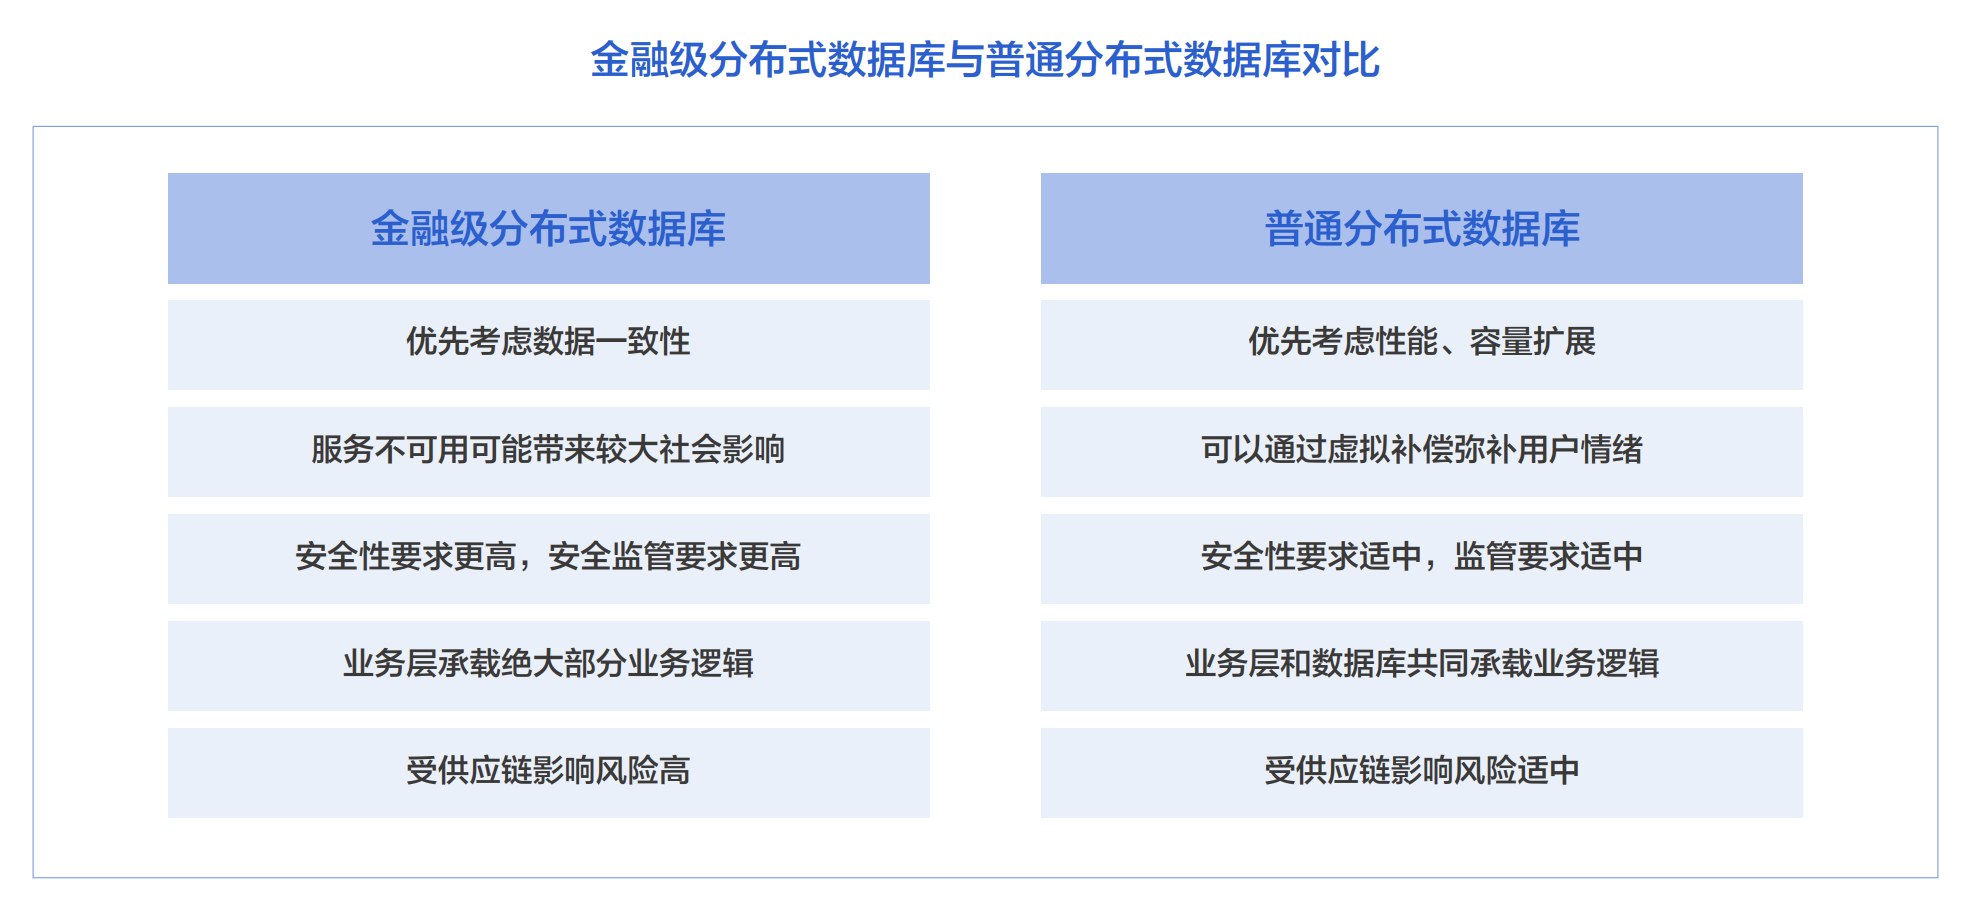 金融级分布式数据库与普通分布式数据库对比
金融级分布式数据库
普通分布式数据库
优先考虑数据一致性
优先考虑性能、容量扩展
服务不可用可能带来较大社会影响
可以通过虚拟补偿弥补用户情绪
安全性要求更高，安全监管要求更高
安全性要求适中，监管要求适中
业务层承载绝大部分业务逻辑
业务层和数据库共同承载业务逻辑
受供应链影响风险高
受供应链影响风险适中